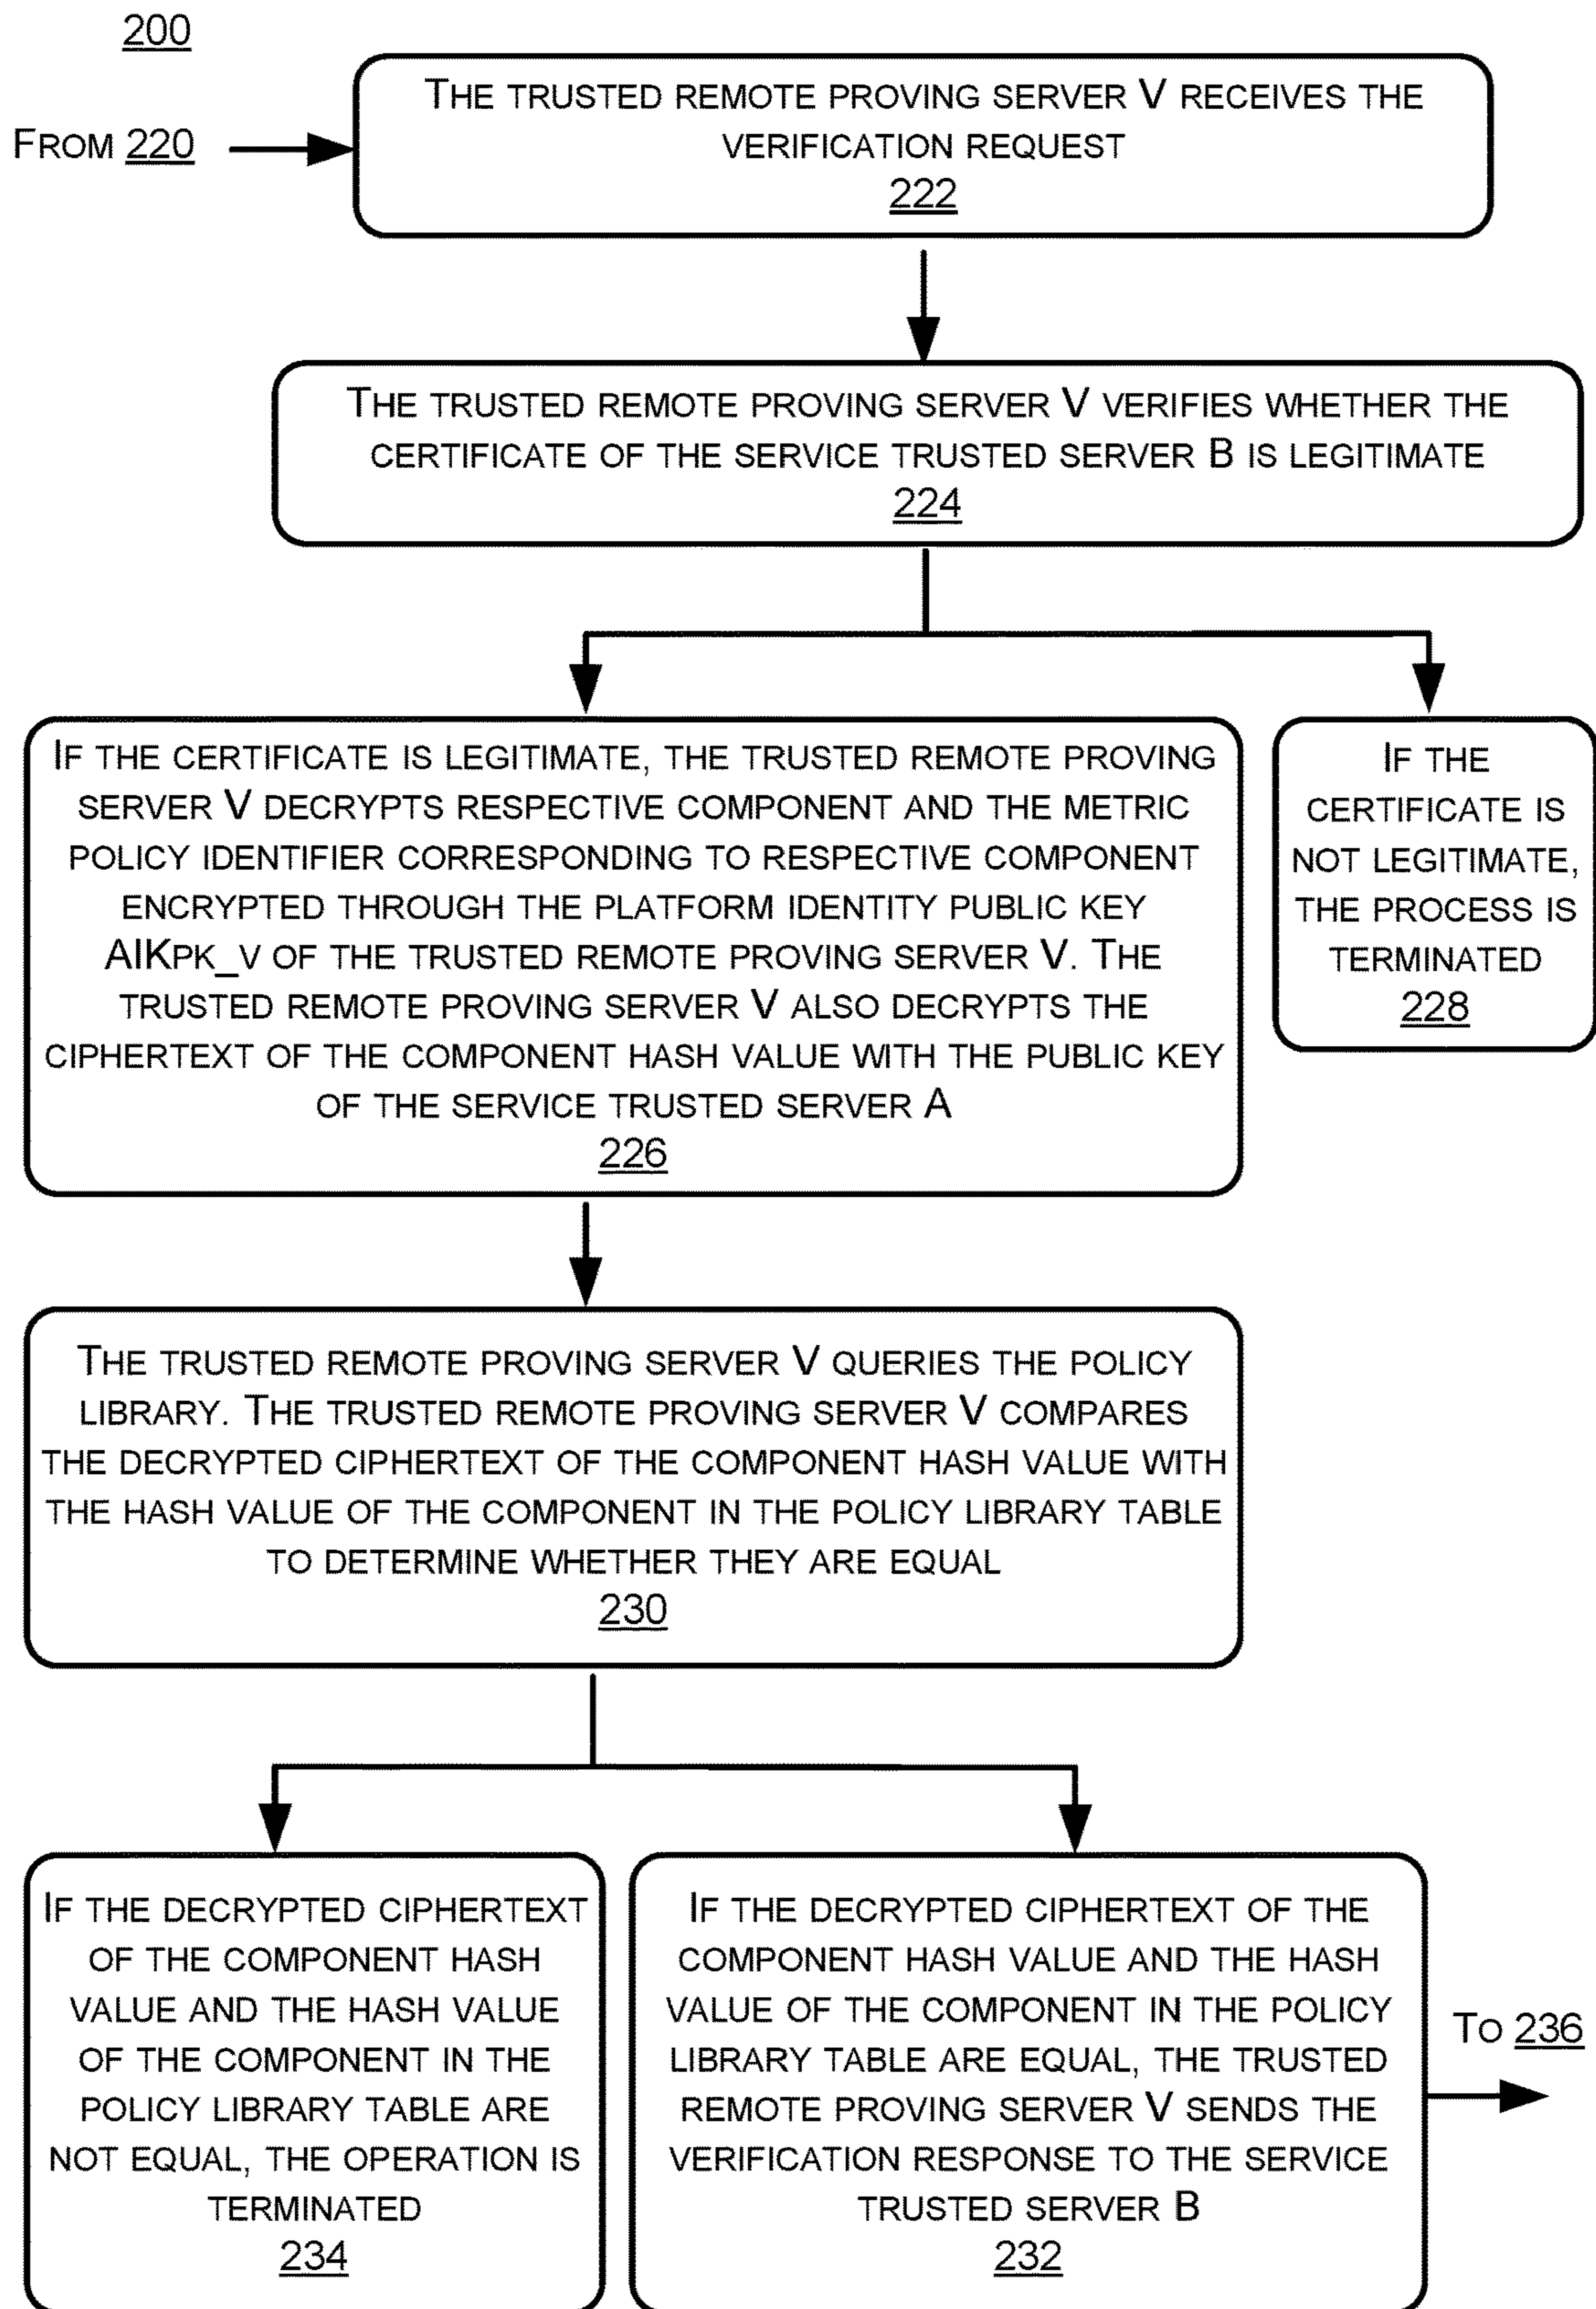 200
THE TRUSTED REMOTE PROVING SERVER V RECEIVES THE
VERIFICATION REQUEST
222
FROM 220
THE TRUSTED REMOTE PROVING SERVER V VERIFIES WHETHER THE
CERTIFICATE OF THE SERVICE TRUSTED SERVER B IS LEGITIMATE
224
IF THE CERTIFICATE IS LEGITIMATE, THE TRUSTED REMOTE PROVING
SERVER V DECRYPTS RESPECTIVE COMPONENT AND THE METRIC
POLICY IDENTIFIER CORRESPONDING TO RESPECTIVE COMPONENT
ENCRYPTED THROUGH THE PLATFORM IDENTITY PUBLIC KEY
AIKPK_V OF THE TRUSTED REMOTE PROVING SERVER V. THE
TRUSTED REMOTE PROVING SERVER V ALSO DECRYPTS THE
CIPHERTEXT OF THE COMPONENT HASH VALUE WITH THE PUBLIC KEY
OF THE SERVICE TRUSTED SERVER A
226
IF THE
CERTIFICATE IS
NOT LEGITIMATE,
THE PROCESS IS
TERMINATED
228
THE TRUSTED REMOTE PROVING SERVER V QUERIES THE POLICY
LIBRARY. THE TRUSTED REMOTE PROVING SERVER V COMPARES
THE DECRYPTED CIPHERTEXT OF THE COMPONENT HASH VALUE WITH
THE HASH VALUE OF THE COMPONENT IN THE POLICY LIBRARY TABLE
TO DETERMINE WHETHER THEY ARE EQUAL
230
IF THE DECRYPTED CIPHERTEXT
OF THE COMPONENT HASH
VALUE AND THE HASH VALUE
OF THE COMPONENT IN THE
POLICY LIBRARY TABLE ARE
NOT EQUAL, THE OPERATION IS
TERMINATED
234
IF THE DECRYPTED CIPHERTEXT OF THE
COMPONENT HASH VALUE AND THE HASH
VALUE OF THE COMPONENT IN THE POLICY
LIBRARY TABLE ARE EQUAL, THE TRUSTED
REMOTE PROVING SERVER V SENDS THE
VERIFICATION RESPONSE TO THE SERVICE
TRUSTED SERVER B
232
TO 236